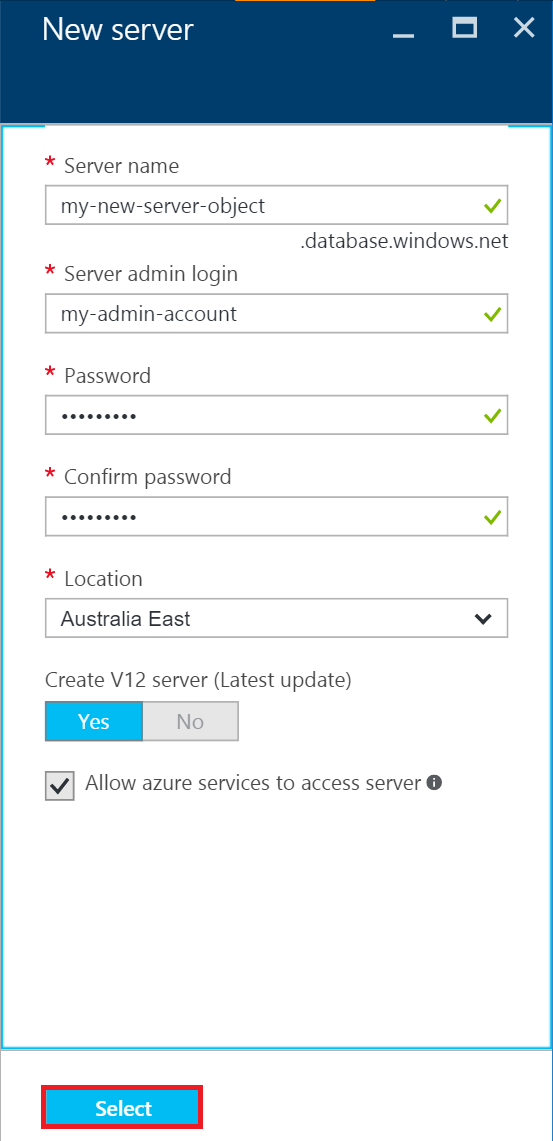 New server
* Server name
my-new-server-object
.database.windows.net
* Server admin login
my-admin-account
* Password
•••••••••
* Confirm password
•••••••••
* Location
Australia East
Create V12 server (Latest update)
Yes No
Allow azure services to access server
Select